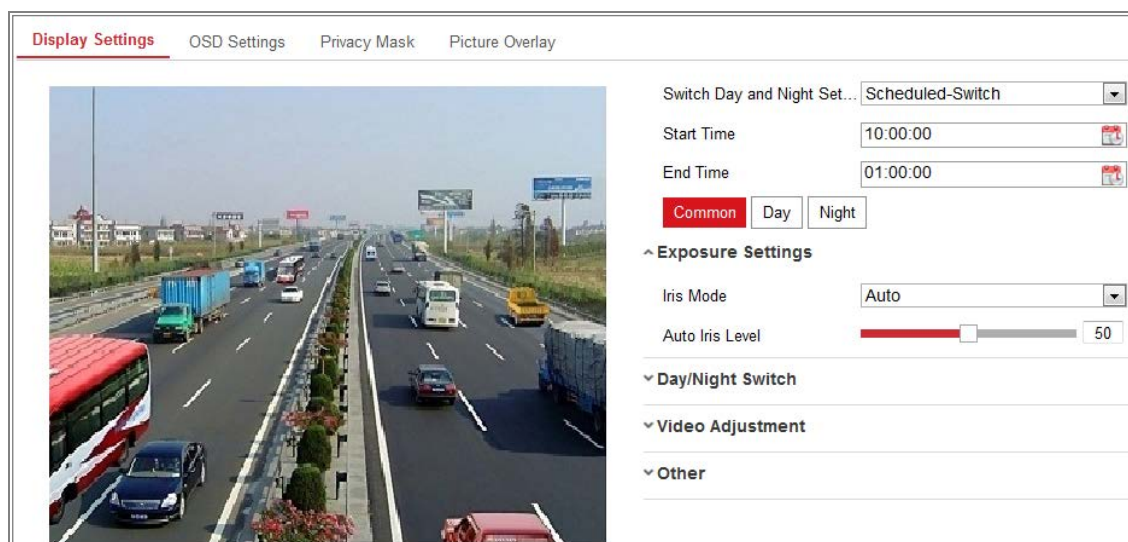 Display Settings OSD Settings Privacy Mask Picture Overlay
Switch Day and Night Set... Scheduled-Switch
Start Time 10:00:00
End Time 01:00:00
Common Day Night
Exposure Settings
Iris Mode Auto
Auto Iris Level 50
Day/Night Switch
Video Adjustment
Other